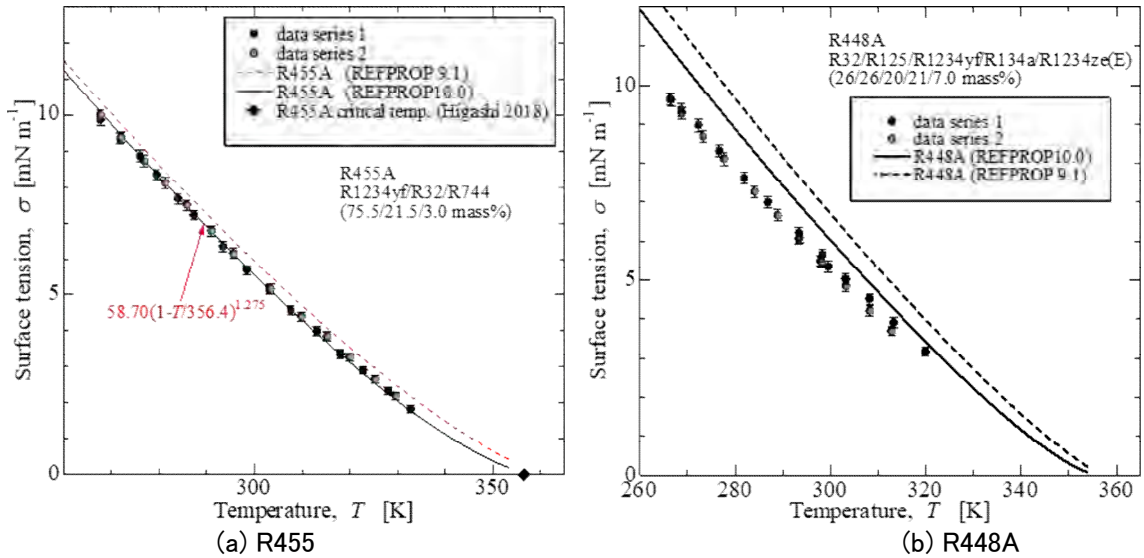 data series 1
data series 2
R455A (REFPROP 9.1)
R455A (REFPROP10.0)
R455A critical temp. (Higashi 2018)
R455A
R1234yf/R32/R744
(75.5/21.5/3.0 mass%)
58.70(1-T/356.4)^1.275
Surface tension, σ [mN m-1]
10
5
0
300
350
Temperature, T [K]
(a) R455
R448A
R32/R125/R1234yf/R134a/R1234ze(E)
(26/26/20/21/7.0 mass%)
data series 1
data series 2
R448A (REFPROP10.0)
R448A (REFPROP 9.1)
Surface tension, σ [mN m-1]
10
5
0
260
280
300
320
340
360
Temperature, T [K]
(b) R448A